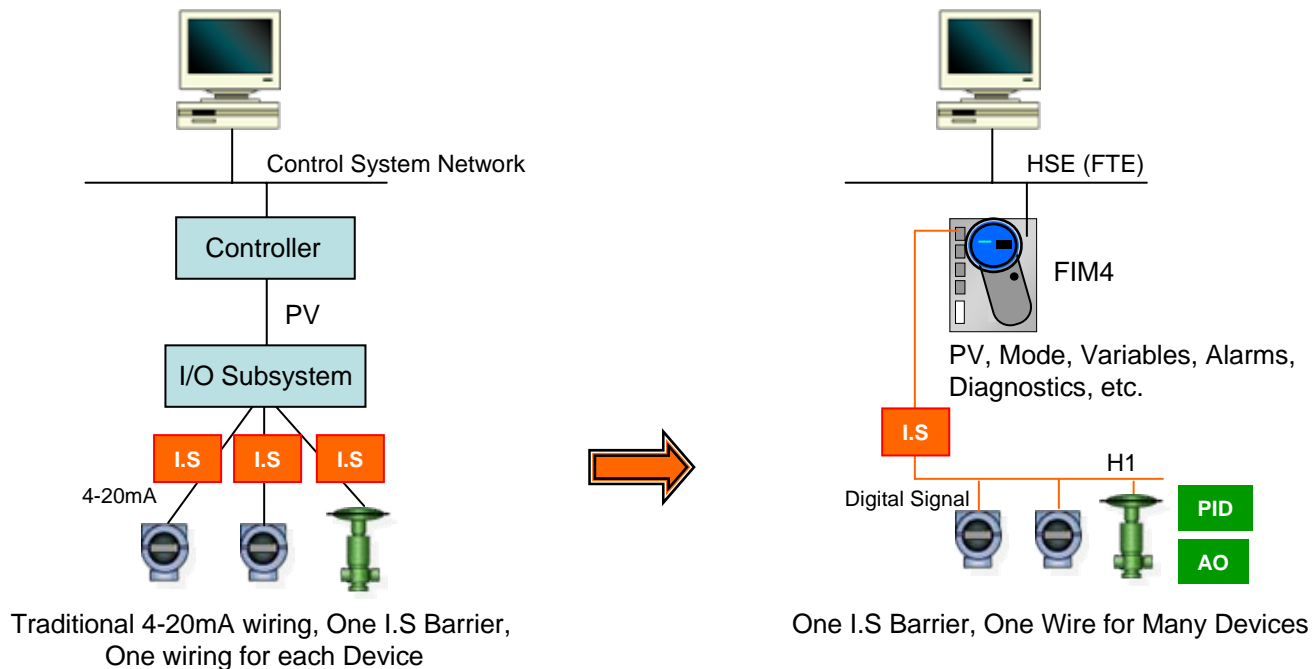 Control System Network
Controller
PV
I/O Subsystem
I.S
I.S
I.S
4-20mA
Traditional 4-20mA wiring, One I.S Barrier,
One wiring for each Device
HSE (FTE)
FIM4
PV, Mode, Variables, Alarms,
Diagnostics, etc.
I.S
H1
Digital Signal
PID
AO
One I.S Barrier, One Wire for Many Devices